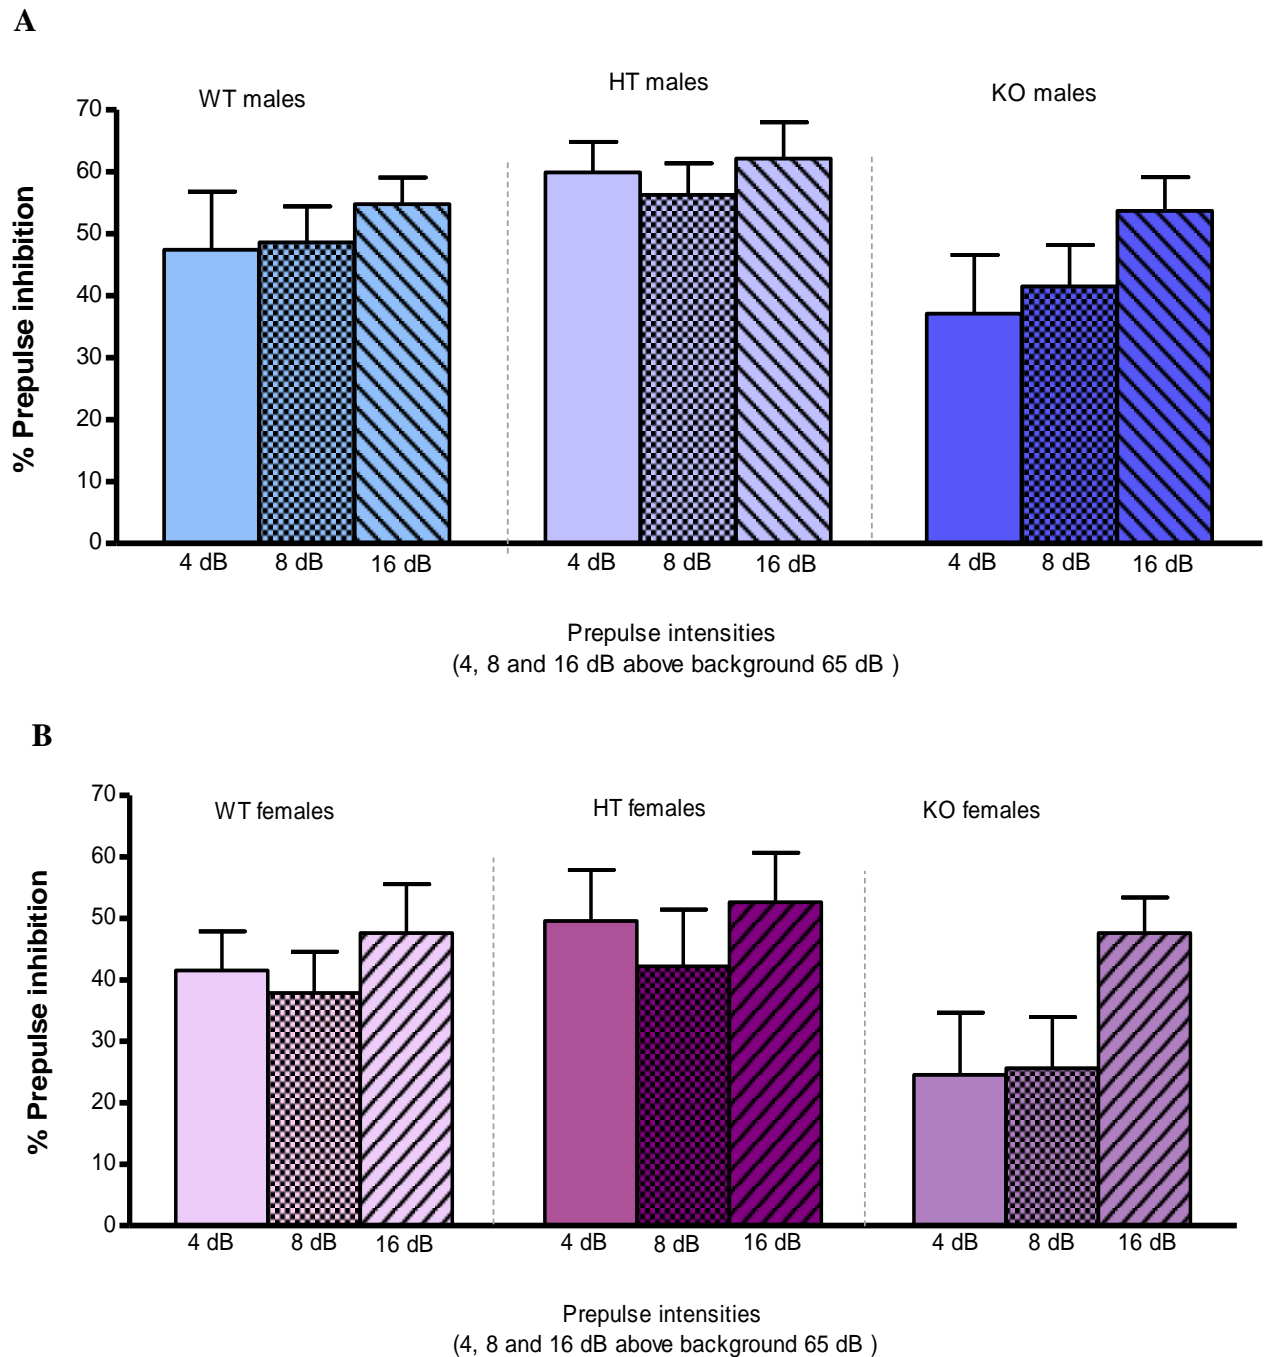 A
WT males
HT males
KO males
% Prepulse inhibition
70
60
50
40
30
20
10
0
4 dB
8 dB
16 dB
4 dB
8 dB
16 dB
4 dB
8 dB
16 dB
Prepulse intensities
(4, 8 and 16 dB above background 65 dB )
B
WT females
HT females
KO females
% Prepulse inhibition
70
60
50
40
30
20
10
0
4 dB
8 dB
16 dB
4 dB
8 dB
16 dB
4 dB
8 dB
16 dB
Prepulse intensities
(4, 8 and 16 dB above background 65 dB )